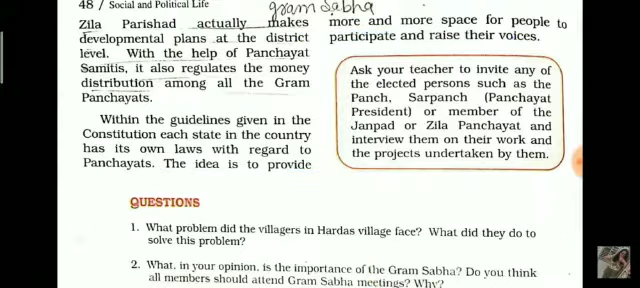 48 / Social and Political Life
gram sabha
Zila Parishad actually makes
developmental plans at the district
level. With the help of Panchayat
Samitis, it also regulates the money
distribution among all the Gram
Panchayats.
Within the guidelines given in the
Constitution each state in the country
has its own laws with regard to
Panchayats. The idea is to provide
more and more space for people to
participate and raise their voices.
Ask your teacher to invite any of
the elected persons such as the
Panch, Sarpanch (Panchayat
President) or member of the
Janpad or Zila Panchayat and
interview them on their work and
the projects undertaken by them.
QUESTIONS
1. What problem did the villagers in Hardas village face? What did they do to
solve this problem?
2. What, in your opinion, is the importance of the Gram Sabha? Do you think
all members should attend Gram Sabha meetings? Why?